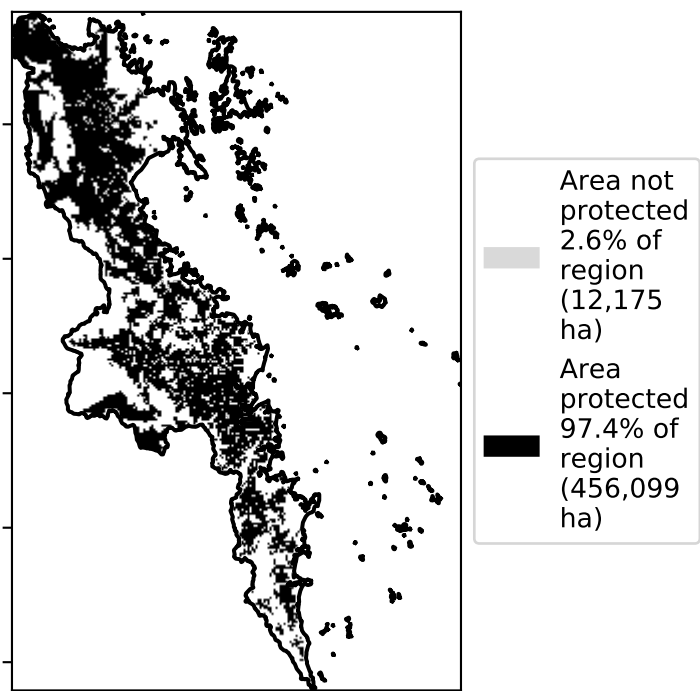 Area not
protected
2.6% of
region
(12,175
ha)
Area
protected
97.4% of
region
(456,099
ha)